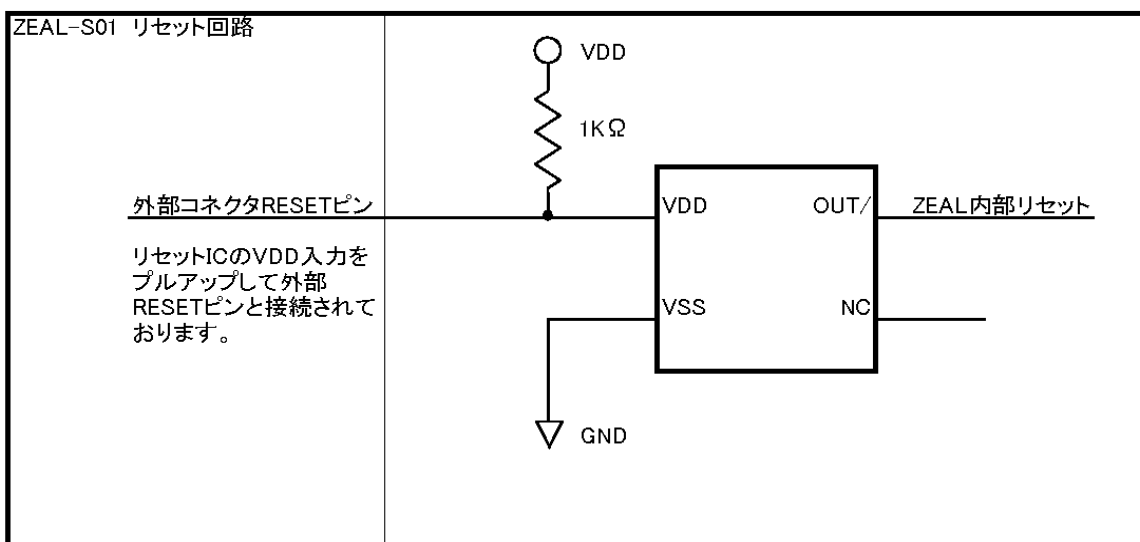 ZEAL-S01 リセット回路
VDD
1KΩ
外部コネクタRESETピン
VDD
OUT/
ZEAL内部リセット
リセットICのVDD入力を
プルアップして外部
RESETピンと接続されて
おります。
VSS
NC
GND